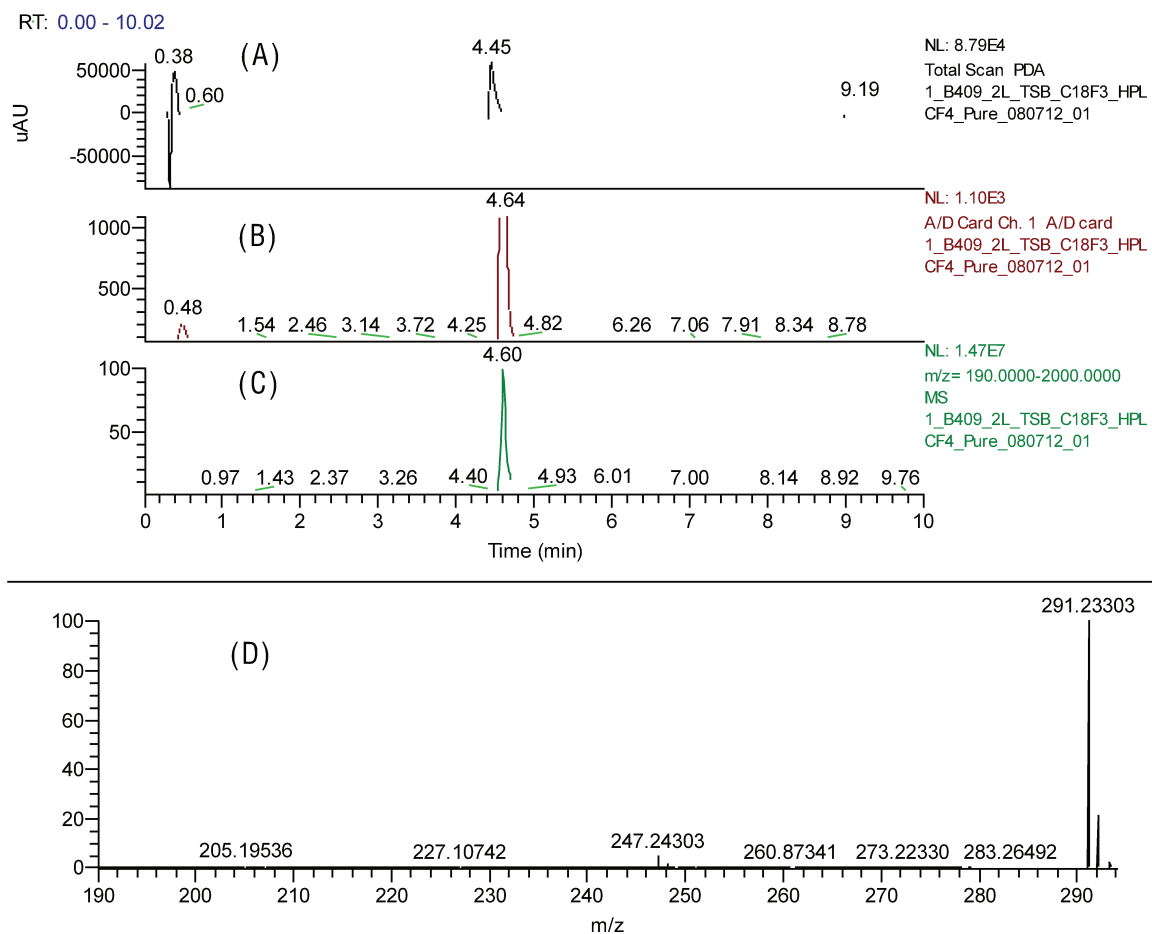 RT: 0.00 - 10.02
(A)
0.38
0.60
4.45
9.19
50000
0
-50000
uAU
NL: 8.79E4
Total Scan PDA
1_B409_2L_TSB_C18F3_HPL
CF4_Pure_080712_01
(B)
4.64
1000
500
0.48
1.54 2.46 3.14 3.72 4.25 4.82 6.26 7.06 7.91 8.34 8.78
NL: 1.10E3
A/D Card Ch. 1 A/D card
1_B409_2L_TSB_C18F3_HPL
CF4_Pure_080712_01
(C)
4.60
100
50
0.97 1.43 2.37 3.26 4.40 4.93 6.01 7.00 8.14 8.92 9.76
NL: 1.47E7
m/z= 190.0000-2000.0000
MS
1_B409_2L_TSB_C18F3_HPL
CF4_Pure_080712_01
0 1 2 3 4 5 6 7 8 9 10
Time (min)
(D)
291.23303
100
80
60
40
20
0
205.19536 227.10742 247.24303 260.87341 273.22330 283.26492
190 200 210 220 230 240 250 260 270 280 290
m/z